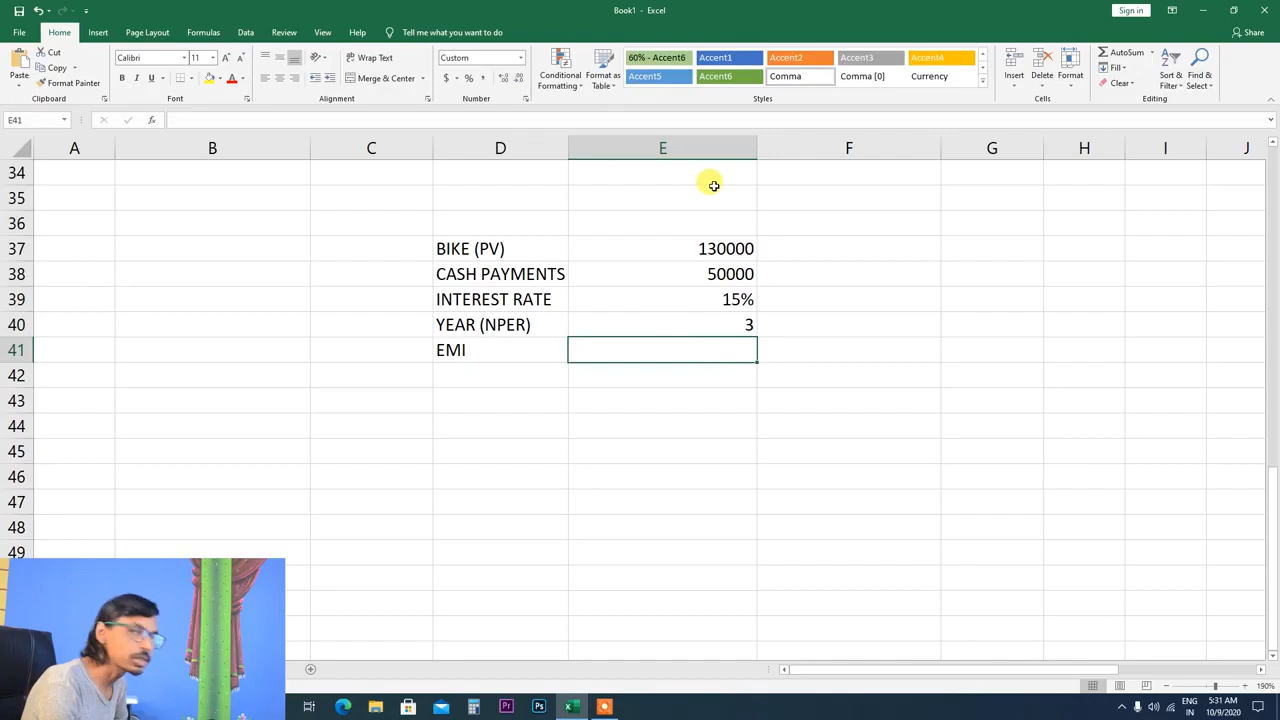 Book1 - Excel
Sign in
File Home Insert Page Layout Formulas Data Review View Help Tell me what you want to do
Share
Paste
Cut
Copy
Format Painter
Clipboard
Calibri 11
B I U
Font
Wrap Text
Merge & Center
Alignment
Custom
$ % ,
Number
Conditional Formatting
Format as Table
60% - Accent6 Accent1 Accent2 Accent3 Accent4
Accent5 Accent6 Comma Comma [0] Currency
Styles
Insert Delete Format
Cells
AutoSum
Fill
Clear
Sort & Filter
Find & Select
Editing
E41 fx
A B C D E F G H I J
34
35
36
37 BIKE (PV) 130000
38 CASH PAYMENTS 50000
39 INTEREST RATE 15%
40 YEAR (NPER) 3
41 EMI
42
43
44
45
46
47
48
49
190%
Pr Ps
ENG
IN
5:31 AM
10/9/2020